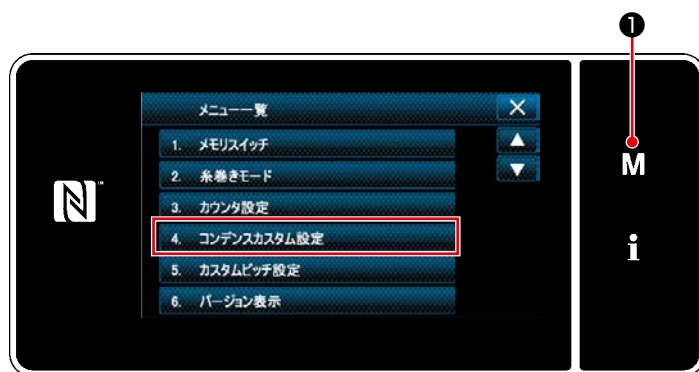 ❶
メニュー一覧
1. メモリスイッチ
2. 糸巻きモード
3. カウンタ設定
4. コンデンスカスタム設定
5. カスタムピッチ設定
6. バージョン表示
N
M
i